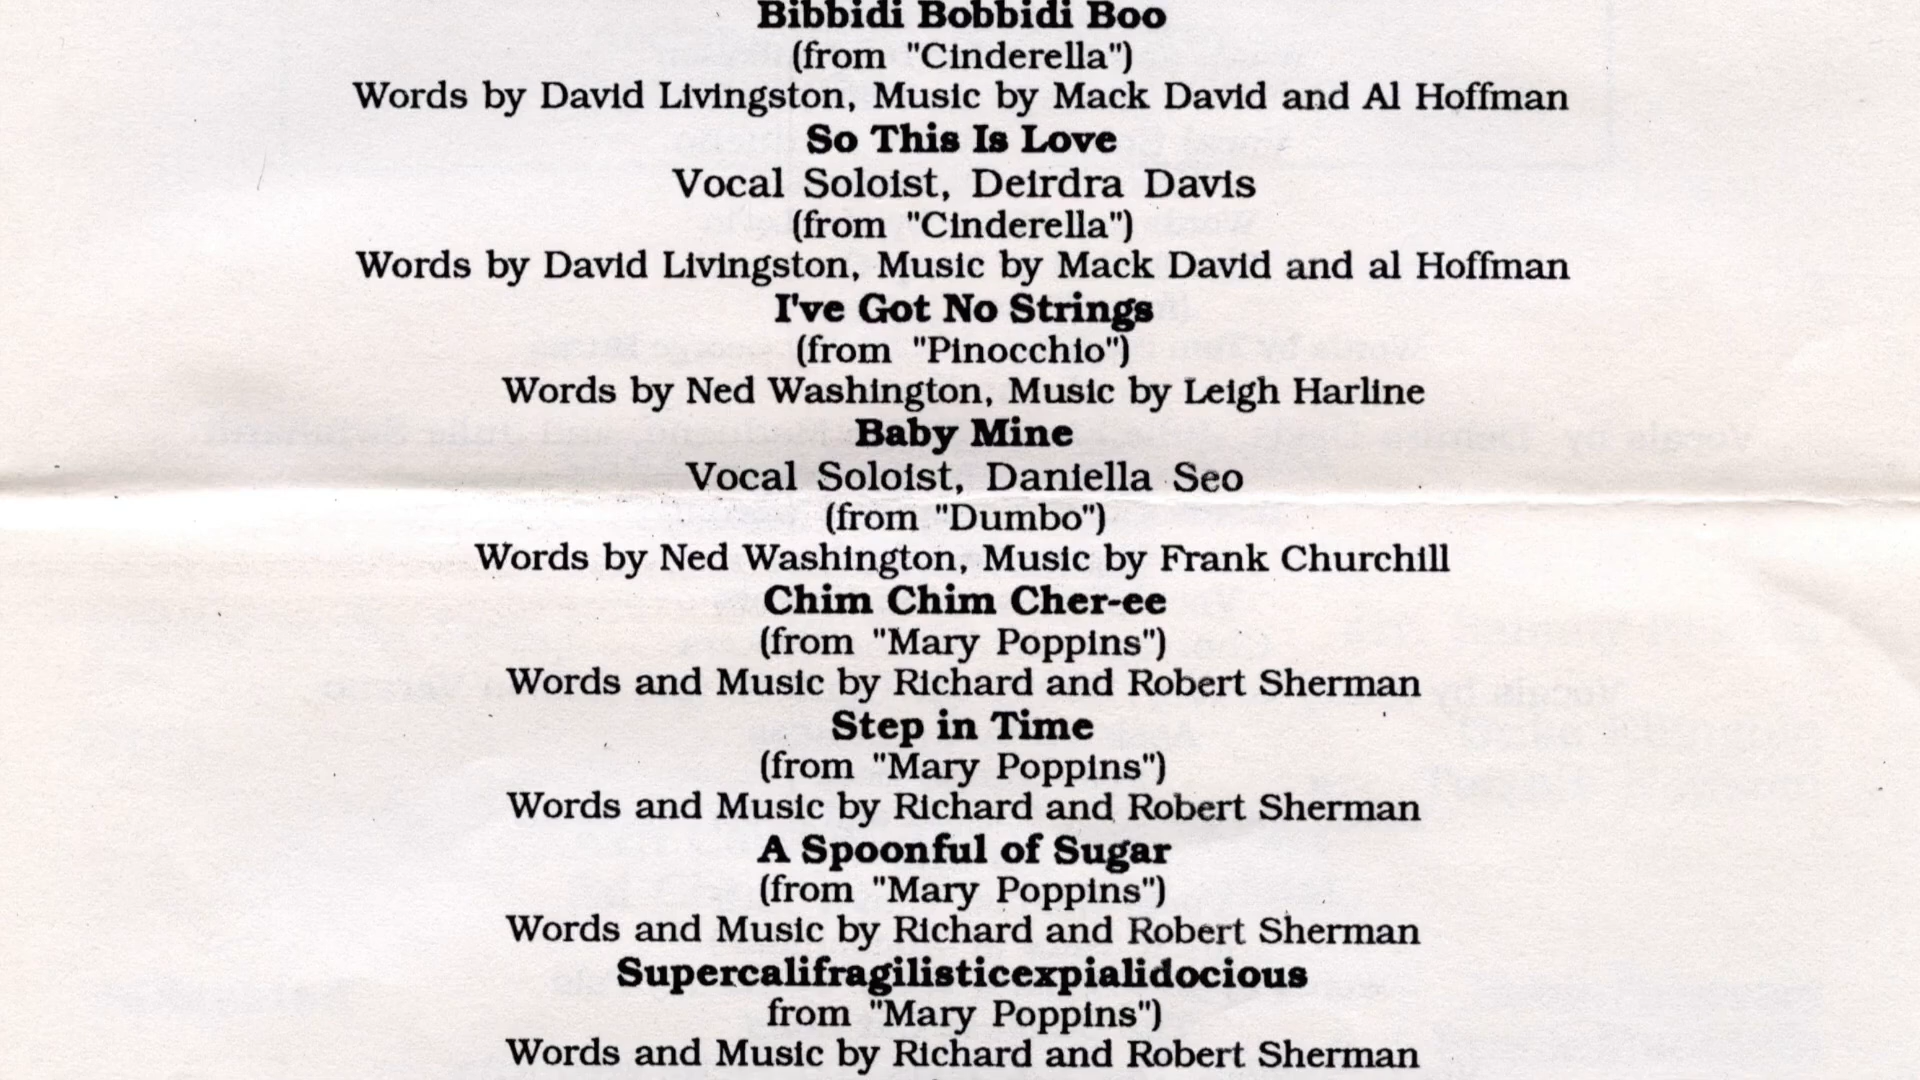 Bibbidi Bobbidi Boo
(from "Cinderella")
Words by David Livingston, Music by Mack David and Al Hoffman
So This Is Love
Vocal Soloist, Deirdra Davis
(from "Cinderella")
Words by David Livingston, Music by Mack David and al Hoffman
I've Got No Strings
(from "Pinocchio")
Words by Ned Washington, Music by Leigh Harline
Baby Mine
Vocal Soloist, Daniella Seo
(from "Dumbo")
Words by Ned Washington, Music by Frank Churchill
Chim Chim Cher-ee
(from "Mary Poppins")
Words and Music by Richard and Robert Sherman
Step in Time
(from "Mary Poppins")
Words and Music by Richard and Robert Sherman
A Spoonful of Sugar
(from "Mary Poppins")
Words and Music by Richard and Robert Sherman
Supercalifragilisticexpialidocious
from "Mary Poppins")
Words and Music by Richard and Robert Sherman